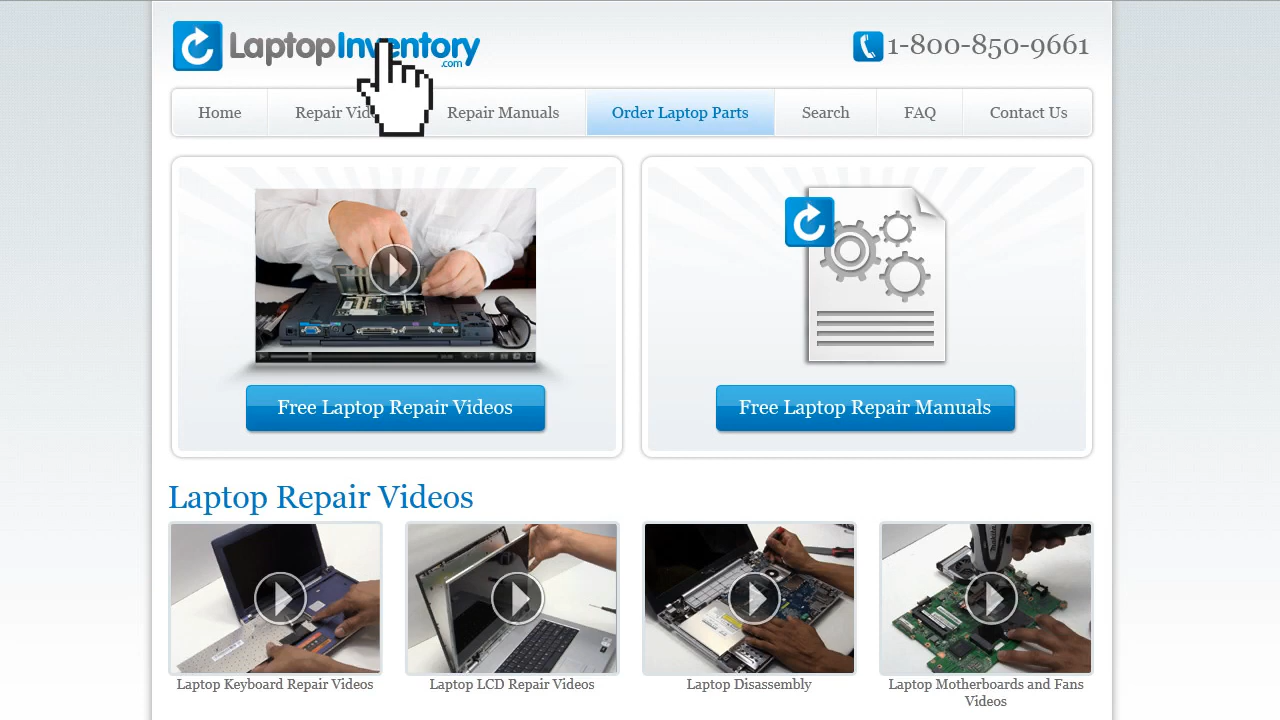 LaptopInventory
.com
1-800-850-9661
Home
Repair Vid
Repair Manuals
Order Laptop Parts
Search
FAQ
Contact Us
Free Laptop Repair Videos
Free Laptop Repair Manuals
Laptop Repair Videos
Laptop Keyboard Repair Videos
Laptop LCD Repair Videos
Laptop Disassembly
Laptop Motherboards and Fans
Videos